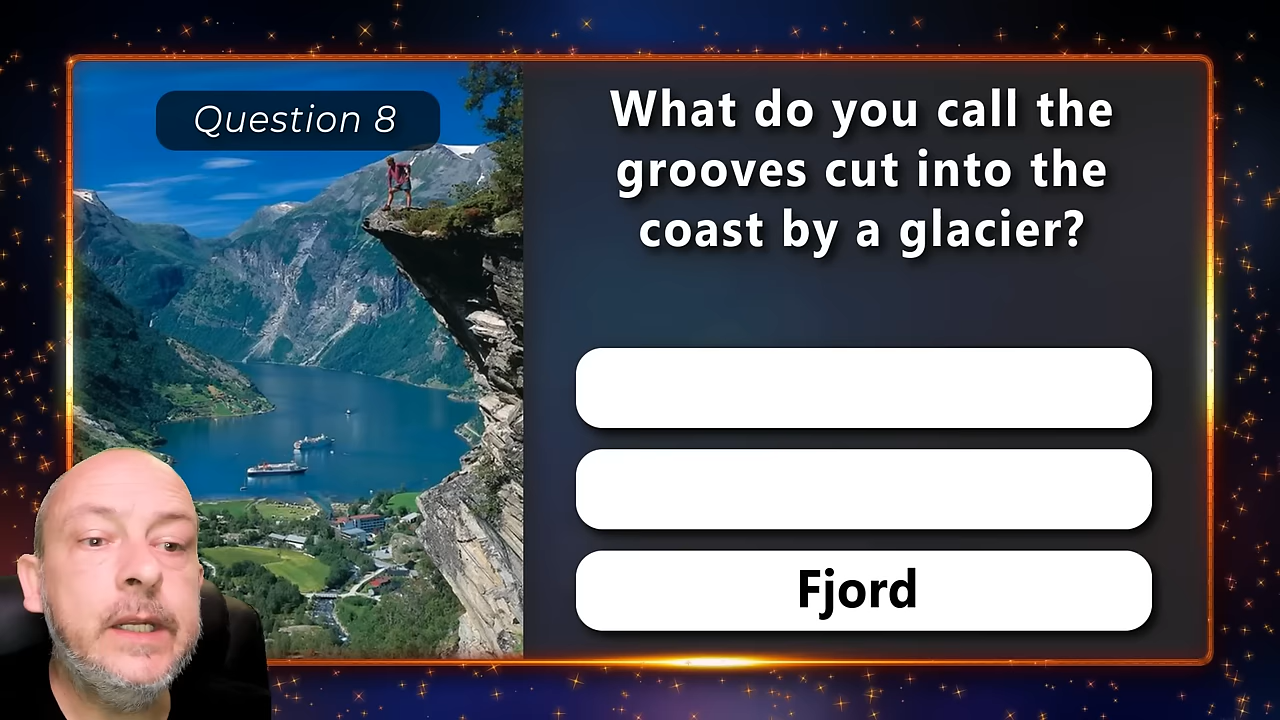 Question 8
What do you call the
grooves cut into the
coast by a glacier?
Fjord